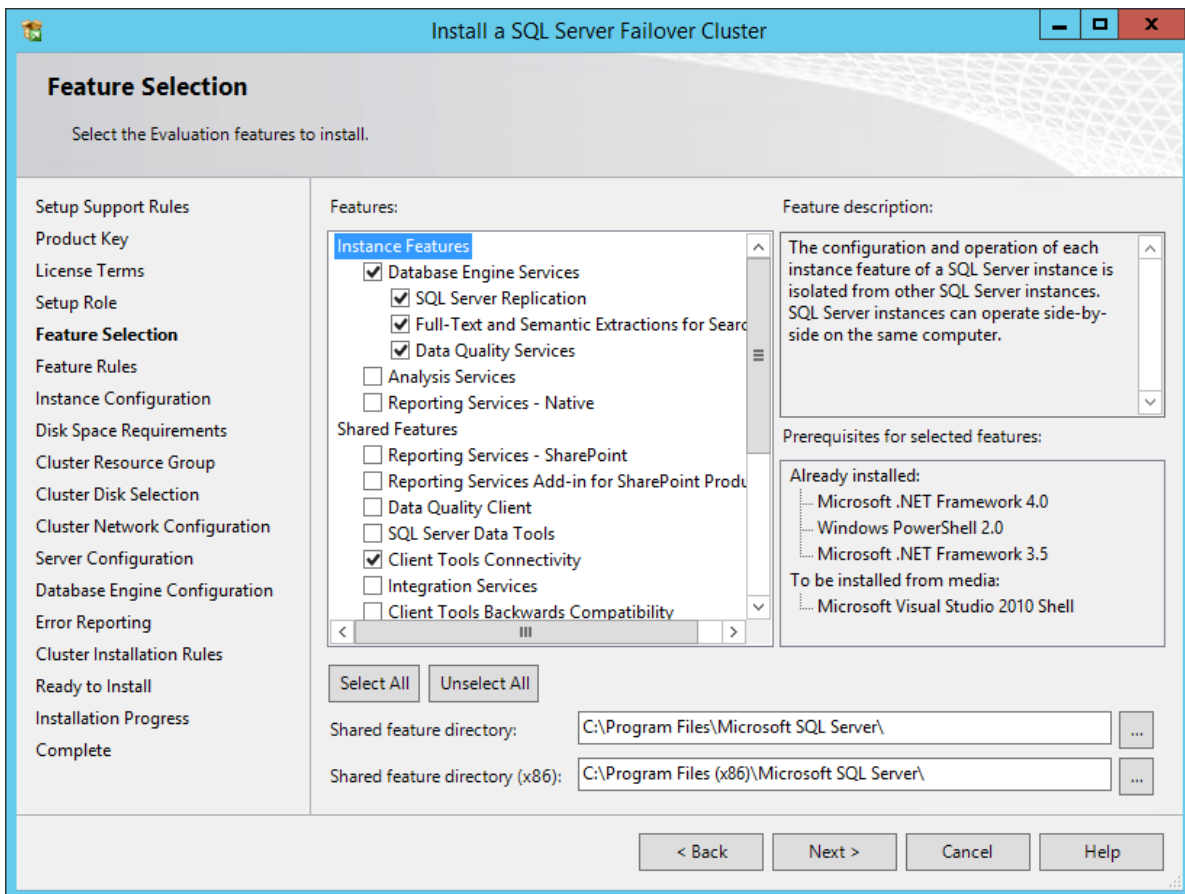 Install a SQL Server Failover Cluster
Feature Selection
Select the Evaluation features to install.
Setup Support Rules
Product Key
License Terms
Setup Role
Feature Selection
Feature Rules
Instance Configuration
Disk Space Requirements
Cluster Resource Group
Cluster Disk Selection
Cluster Network Configuration
Server Configuration
Database Engine Configuration
Error Reporting
Cluster Installation Rules
Ready to Install
Installation Progress
Complete
Features:
Instance Features
Database Engine Services
SQL Server Replication
Full-Text and Semantic Extractions for Searc
Data Quality Services
Analysis Services
Reporting Services - Native
Shared Features
Reporting Services - SharePoint
Reporting Services Add-in for SharePoint Produ
Data Quality Client
SQL Server Data Tools
Client Tools Connectivity
Integration Services
Client Tools Backwards Compatibility
Feature description:
The configuration and operation of each
instance feature of a SQL Server instance is
isolated from other SQL Server instances.
SQL Server instances can operate side-by-
side on the same computer.
Prerequisites for selected features:
Already installed:
Microsoft .NET Framework 4.0
Windows PowerShell 2.0
Microsoft .NET Framework 3.5
To be installed from media:
Microsoft Visual Studio 2010 Shell
Select All
Unselect All
Shared feature directory:
C:\Program Files\Microsoft SQL Server\
...
Shared feature directory (x86):
C:\Program Files (x86)\Microsoft SQL Server\
...
< Back
Next >
Cancel
Help